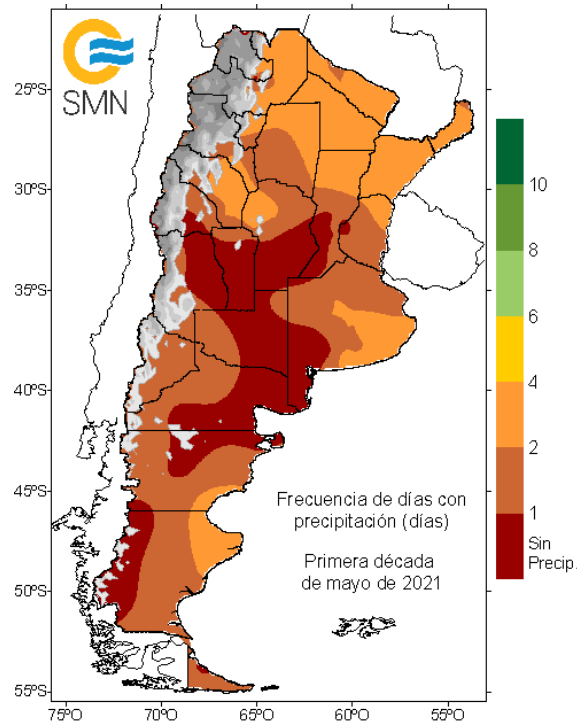 SMN
25ºS
30ºS
35ºS
40ºS
45ºS
50ºS
55ºS
75ºO
70ºO
65ºO
60ºO
55ºO
Frecuencia de días con
precipitación (días)
Primera década
de mayo de 2021
10
8
6
4
2
1
Sin
Precip.